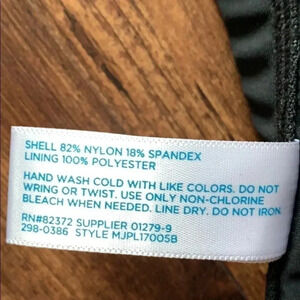 SHELL 82% NYLON 18% SPANDEX
LINING 100% POLYESTER
HAND WASH COLD WITH LIKE COLORS. DO NOT
WRING OR TWIST. USE ONLY NON-CHLORINE
BLEACH WHEN NEEDED. LINE DRY. DO NOT IRON.
RN#82372 SUPPLIER 01279-9
298-0386 STYLE MJPL17005B